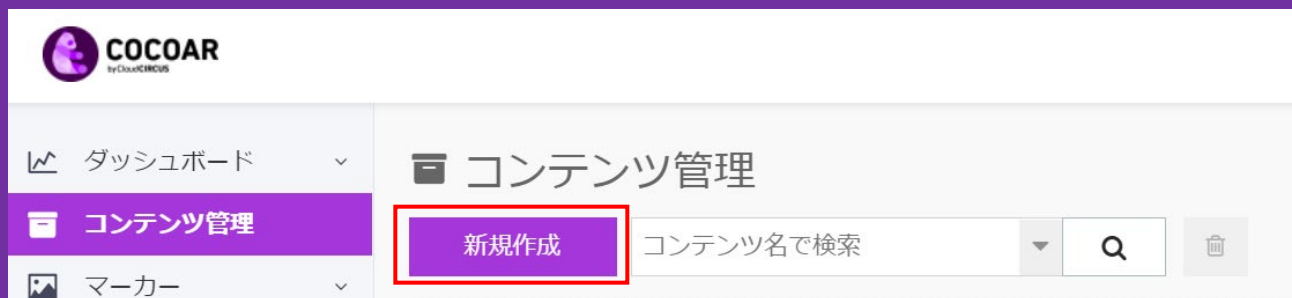 COCOAR
by CloudCIRCUS
ダッシュボード
コンテンツ管理
マーカー
コンテンツ管理
新規作成
コンテンツ名で検索